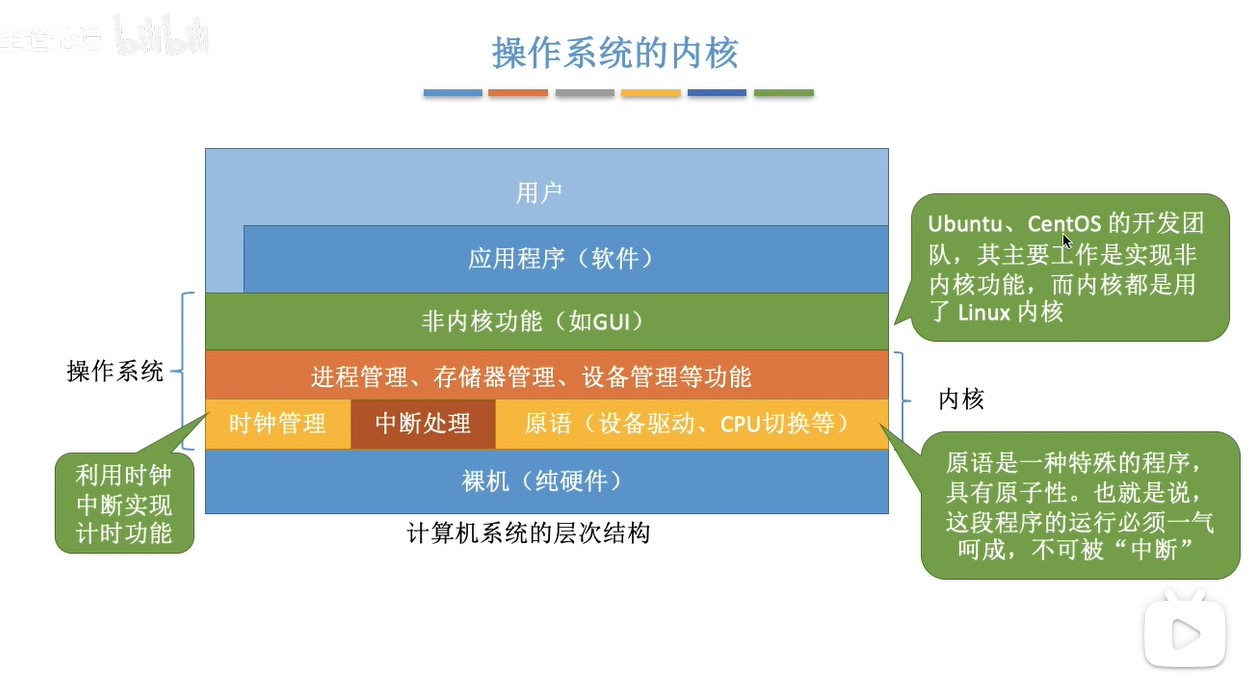 王道论坛 bilibili
操作系统的内核
用户
应用程序（软件）
非内核功能（如GUI）
进程管理、存储器管理、设备管理等功能
时钟管理
中断处理
原语（设备驱动、CPU切换等）
裸机（纯硬件）
计算机系统的层次结构
操作系统
内核
利用时钟
中断实现
计时功能
Ubuntu、CentOS 的开发团
队，其主要工作是实现非
内核功能，而内核都是用
了 Linux 内核
原语是一种特殊的程序，
具有原子性。也就是说，
这段程序的运行必须一气
呵成，不可被“中断”